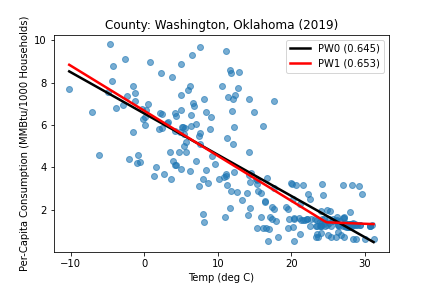 County: Washington, Oklahoma (2019)
PW0 (0.645)
PW1 (0.653)
Per-Capita Consumption (MMBtu/1000 Households)
10
8
6
4
2
−10 0 10 20 30
Temp (deg C)